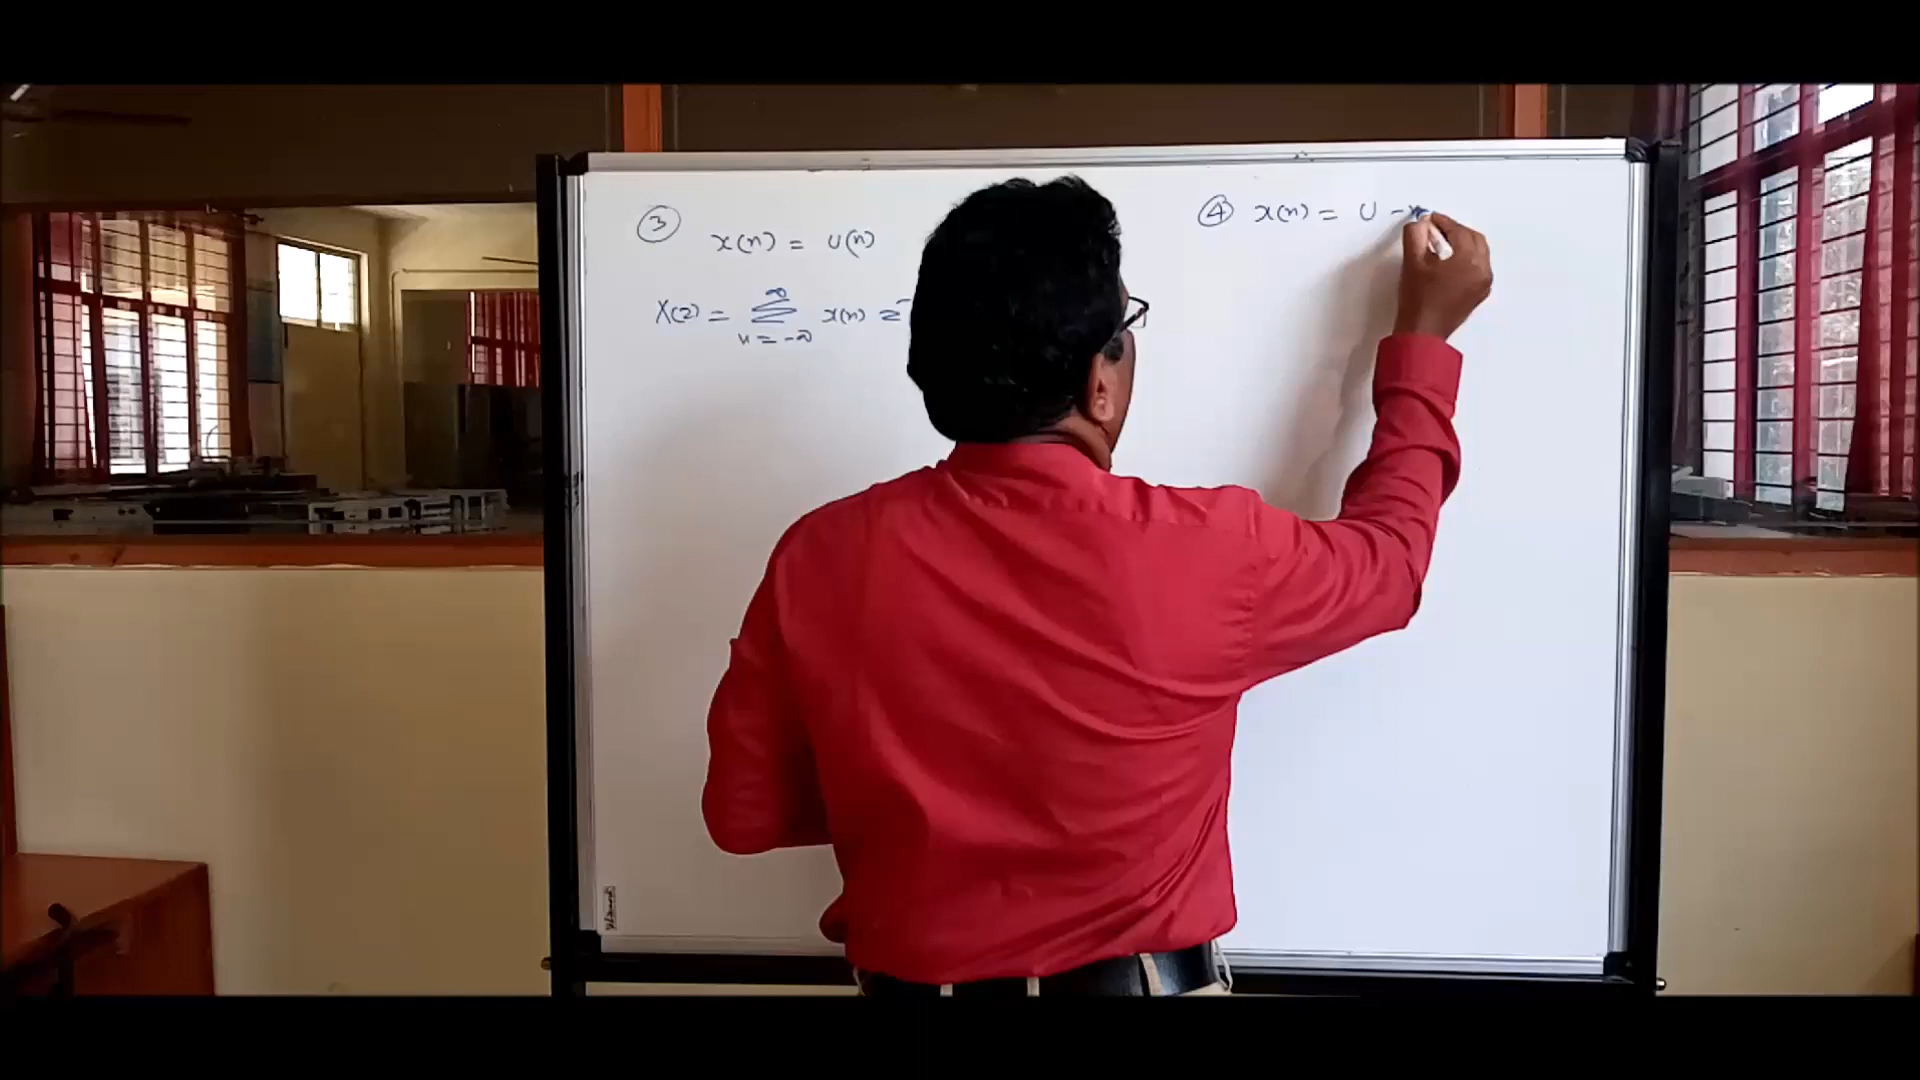 ③
x(n) = u(n)
X(z) = ∞ Σ n = -∞ x(n) z⁻
④ x(n) = u -n